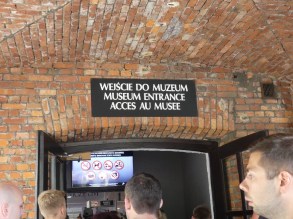 WEJŚCIE DO MUZEUM
MUSEUM ENTRANCE
ACCES AU MUSEE